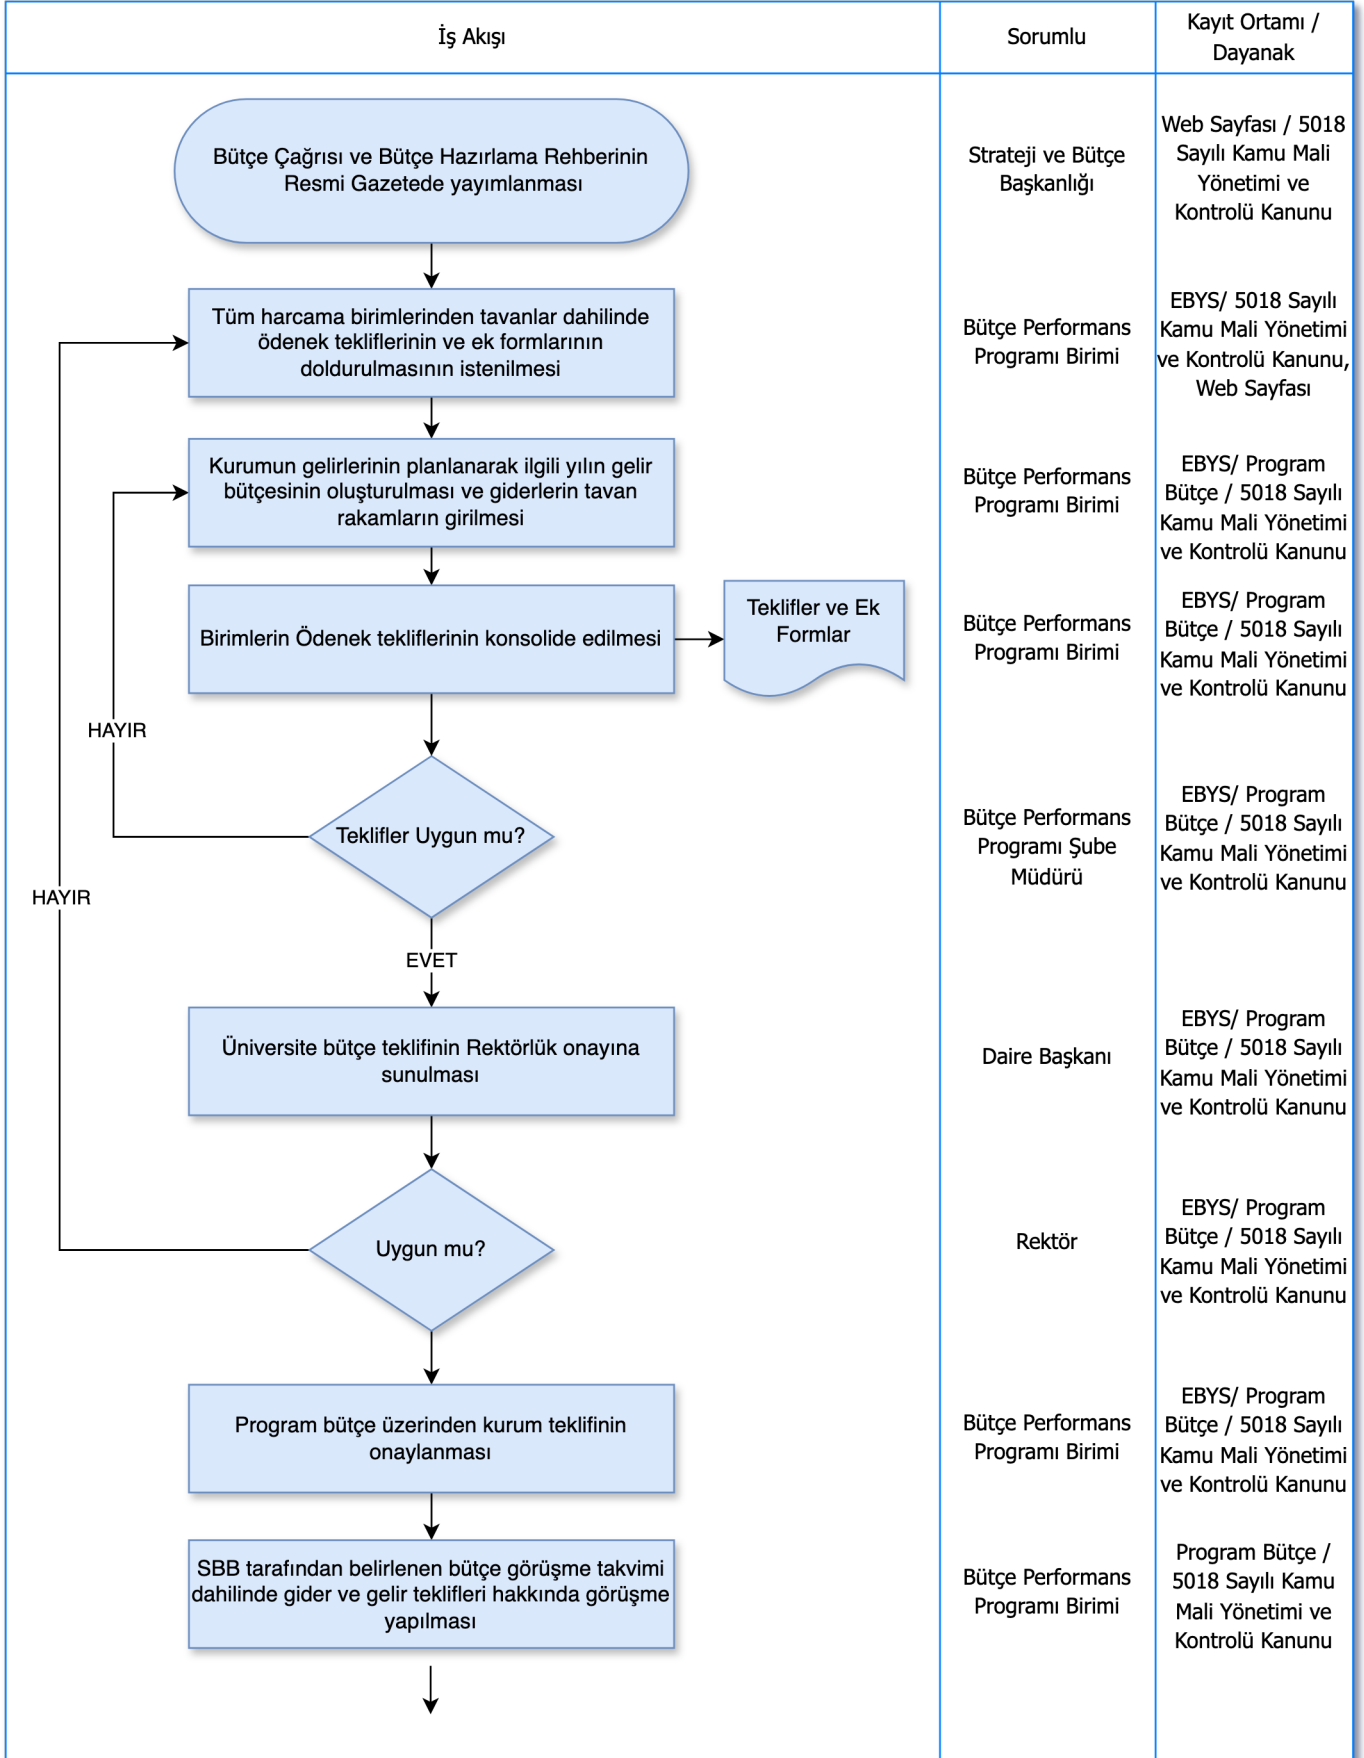 İş Akışı
Sorumlu
Kayıt Ortamı /
Dayanak
Bütçe Çağrısı ve Bütçe Hazırlama Rehberinin
Resmi Gazetede yayımlanması
Strateji ve Bütçe
Başkanlığı
Web Sayfası / 5018
Sayılı Kamu Mali
Yönetimi ve
Kontrolü Kanunu
Tüm harcama birimlerinden tavanlar dahilinde
ödenek tekliflerinin ve ek formlarının
doldurulmasının istenilmesi
Bütçe Performans
Programı Birimi
EBYS/ 5018 Sayılı
Kamu Mali Yönetimi
ve Kontrolü Kanunu,
Web Sayfası
Kurumun gelirlerinin planlanarak ilgili yılın gelir
bütçesinin oluşturulması ve giderlerin tavan
rakamların girilmesi
Bütçe Performans
Programı Birimi
EBYS/ Program
Bütçe / 5018 Sayılı
Kamu Mali Yönetimi
ve Kontrolü Kanunu
Birimlerin Ödenek tekliflerinin konsolide edilmesi
Teklifler ve Ek
Formlar
Bütçe Performans
Programı Birimi
EBYS/ Program
Bütçe / 5018 Sayılı
Kamu Mali Yönetimi
ve Kontrolü Kanunu
HAYIR
Teklifler Uygun mu?
Bütçe Performans
Programı Şube
Müdürü
EBYS/ Program
Bütçe / 5018 Sayılı
Kamu Mali Yönetimi
ve Kontrolü Kanunu
HAYIR
EVET
Üniversite bütçe teklifinin Rektörlük onayına
sunulması
Daire Başkanı
EBYS/ Program
Bütçe / 5018 Sayılı
Kamu Mali Yönetimi
ve Kontrolü Kanunu
Uygun mu?
Rektör
EBYS/ Program
Bütçe / 5018 Sayılı
Kamu Mali Yönetimi
ve Kontrolü Kanunu
Program bütçe üzerinden kurum teklifinin
onaylanması
Bütçe Performans
Programı Birimi
EBYS/ Program
Bütçe / 5018 Sayılı
Kamu Mali Yönetimi
ve Kontrolü Kanunu
SBB tarafından belirlenen bütçe görüşme takvimi
dahilinde gider ve gelir teklifleri hakkında görüşme
yapılması
Bütçe Performans
Programı Birimi
Program Bütçe /
5018 Sayılı Kamu
Mali Yönetimi ve
Kontrolü Kanunu